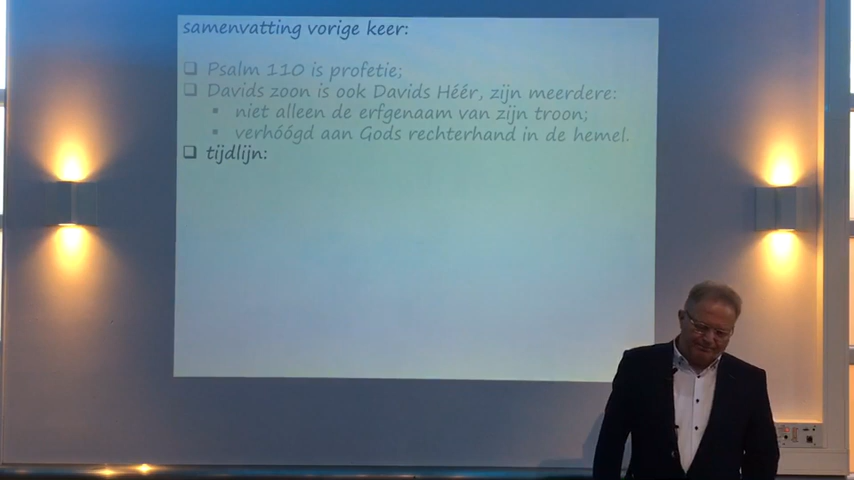 samenvatting vorige keer:
❑ Psalm 110 is profetie;
❑ Davids zoon is ook Davids Héér, zijn meerdere:
▪ niet alleen de erfgenaam van zijn troon;
▪ verhóógd aan Gods rechterhand in de hemel.
❑ tijdlijn: